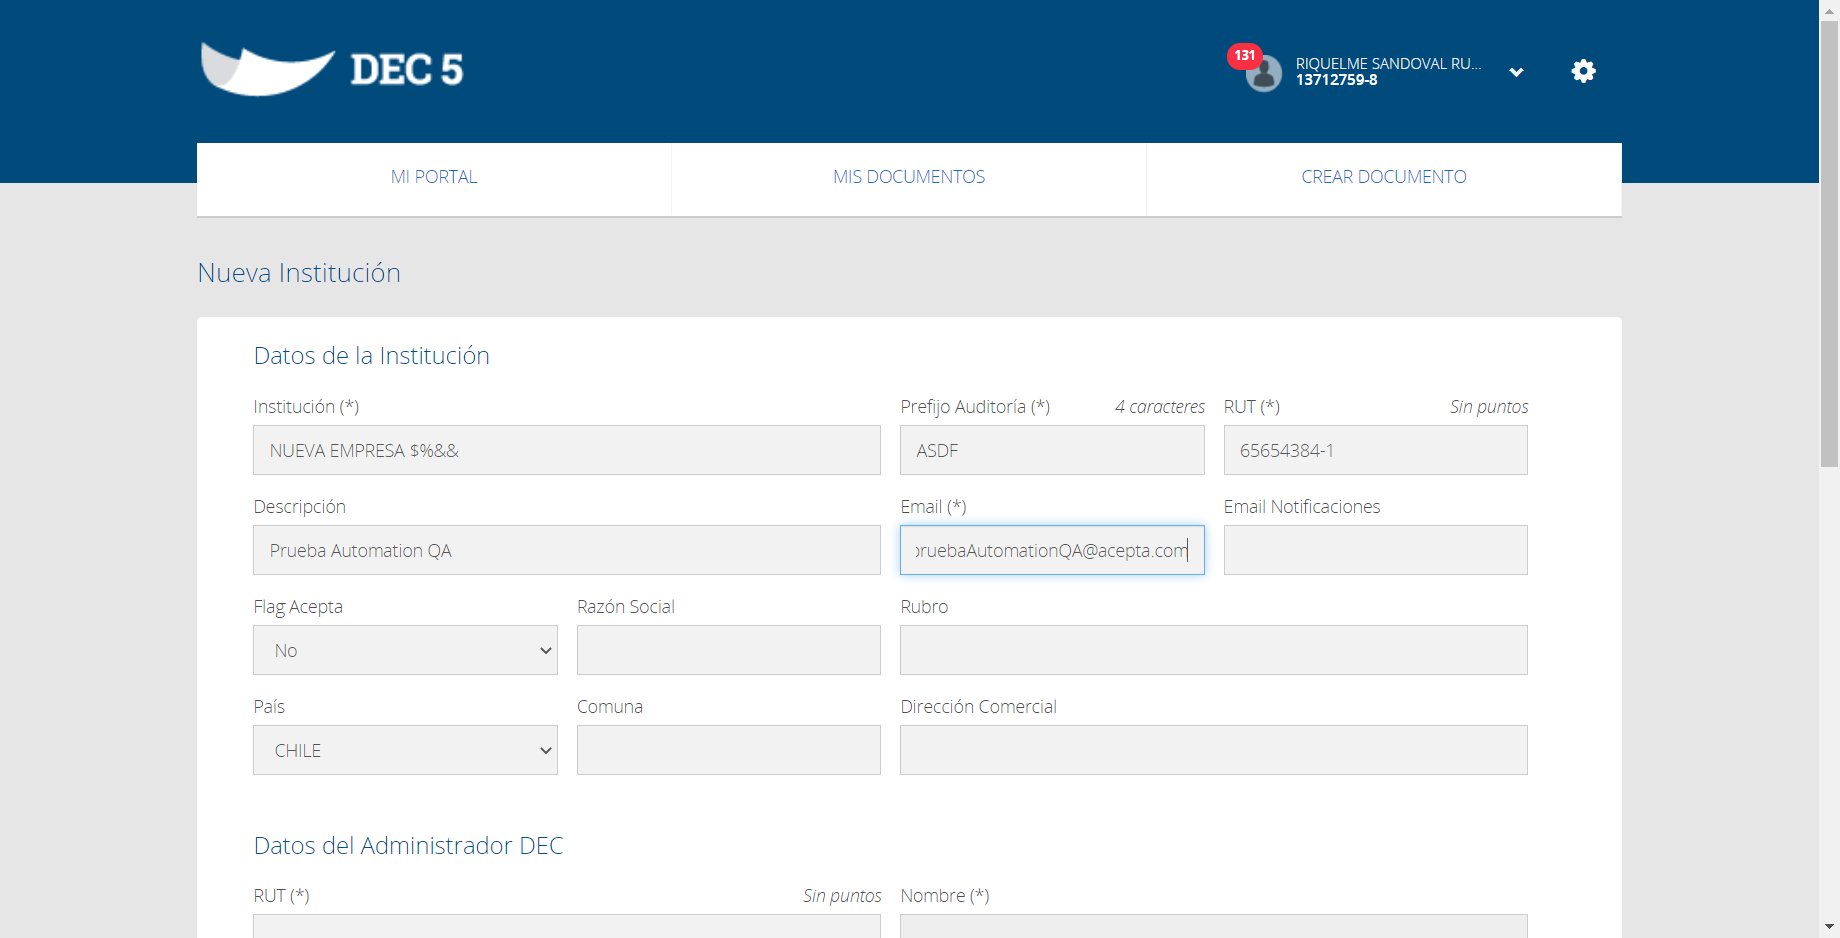 DEC 5
131
RIQUELME SANDOVAL RU...
13712759-8
MI PORTAL
MIS DOCUMENTOS
CREAR DOCUMENTO
Nueva Institución
Datos de la Institución
Institución (*)
Prefijo Auditoría (*)
4 caracteres
RUT (*)
Sin puntos
NUEVA EMPRESA $%&&
ASDF
65654384-1
Descripción
Email (*)
Email Notificaciones
Prueba Automation QA
pruebaAutomationQA@acepta.com
Flag Acepta
Razón Social
Rubro
No
País
Comuna
Dirección Comercial
CHILE
Datos del Administrador DEC
RUT (*)
Sin puntos
Nombre (*)